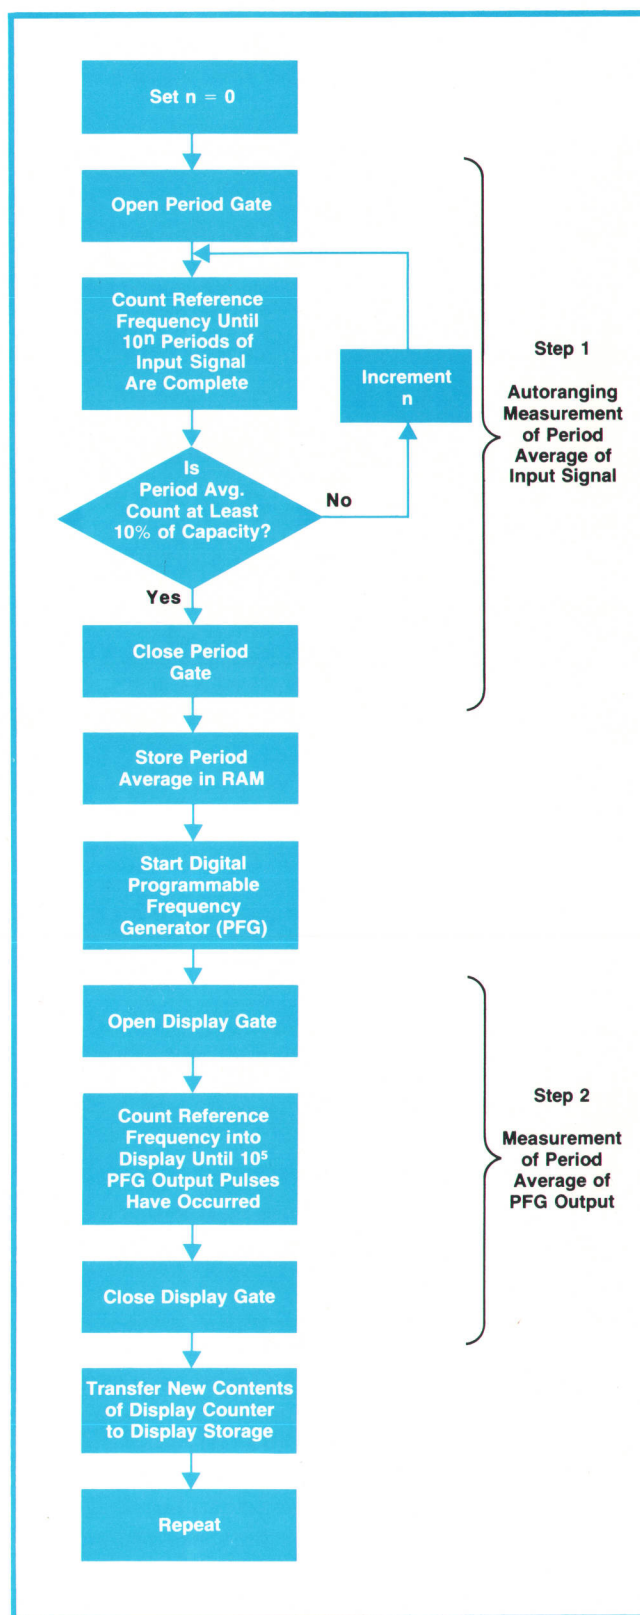 Set n = 0
Open Period Gate
Count Reference
Frequency Until
10ⁿ Periods of
Input Signal
Are Complete
Increment
n
Is
Period Avg.
Count at Least
10% of Capacity?
No
Yes
Close Period
Gate
Step 1
Autoranging
Measurement
of Period
Average of
Input Signal
Store Period
Average in RAM
Start Digital
Programmable
Frequency
Generator (PFG)
Open Display Gate
Count Reference
Frequency into
Display Until 10⁵
PFG Output Pulses
Have Occurred
Close Display Gate
Step 2
Measurement
of Period
Average of
PFG Output
Transfer New Contents
of Display Counter
to Display Storage
Repeat